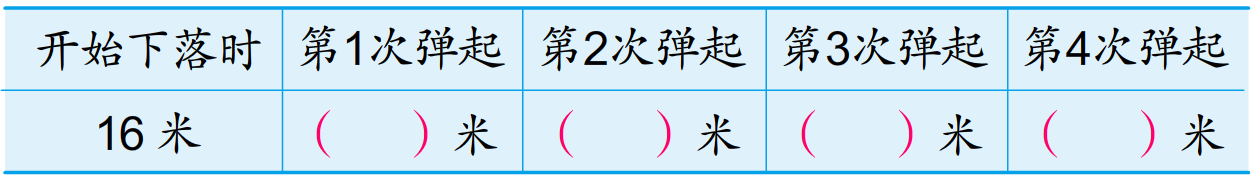 开始下落时 第1次弹起 第2次弹起 第3次弹起 第4次弹起
16 米 (  )米 (  )米 (  )米 (  )米